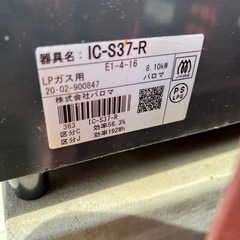 器具名: IC-S37-R
E1-4-16
LPガス用 8.10kW
20-02-900847 パロマ
株式会社パロマ
363 IC-S37-R
区分C 効率56.3%
区分J 効率192Wh
PS
LPG